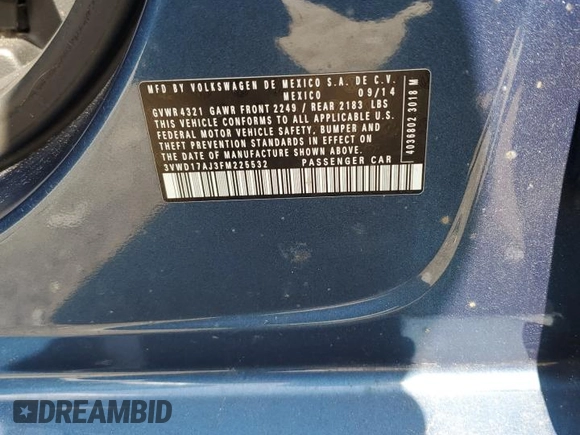 MFD BY VOLKSWAGEN DE MEXICO S.A. DE C.V.
MEXICO 09/14
GVWR 4321 GAWR FRONT 2249 / REAR 2183 LBS
THIS VEHICLE CONFORMS TO ALL APPLICABLE U.S.
FEDERAL MOTOR VEHICLE SAFETY, BUMPER AND
THEFT PREVENTION STANDARDS IN EFFECT ON
THE DATE OF MANUFACTURE SHOWN ABOVE.
3VWD17AJ3FM225532 PASSENGER CAR
4036802 3018 M
DREAMBID